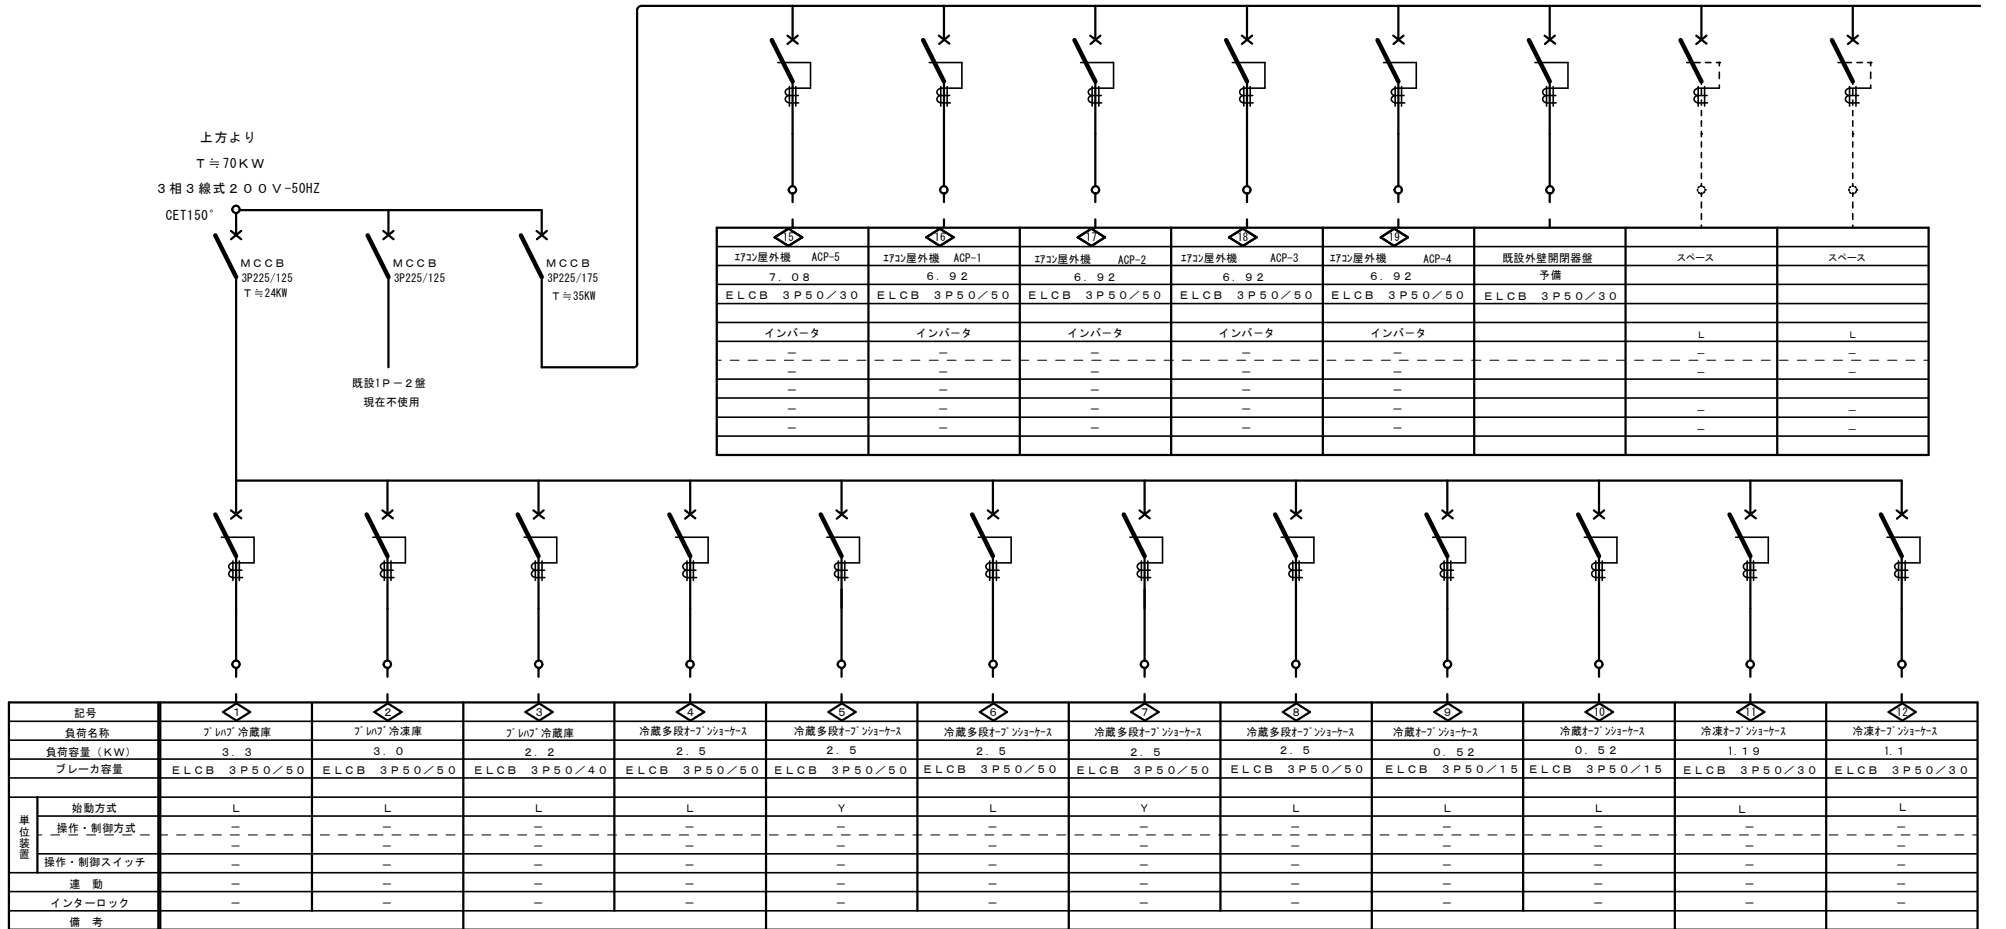 上方より
T≒70KW
3相3線式200V-50HZ
CET150°
MCCB
3P225/125
T≒24KW
MCCB
3P225/125
MCCB
3P225/175
T≒35KW
既設1P-2盤
現在不使用
15 16 17 18 19
エアコン屋外機 ACP-5 エアコン屋外機 ACP-1 エアコン屋外機 ACP-2 エアコン屋外機 ACP-3 エアコン屋外機 ACP-4 既設外壁開閉器盤 スペース スペース
7.08 6.92 6.92 6.92 6.92 予備
ELCB 3P50/30 ELCB 3P50/50 ELCB 3P50/50 ELCB 3P50/50 ELCB 3P50/50 ELCB 3P50/30
インバータ インバータ インバータ インバータ インバータ L L
- - - - - - -
- - - - - - -
- - - - -
- - - - - - -
- - - - - - -
記号 1 2 3 4 5 6 7 8 9 10 11 12
負荷名称 プレハブ冷蔵庫 プレハブ冷凍庫 プレハブ冷蔵庫 冷蔵多段オープンショーケース 冷蔵多段オープンショーケース 冷蔵多段オープンショーケース 冷蔵多段オープンショーケース 冷蔵多段オープンショーケース 冷蔵オープンショーケース 冷蔵オープンショーケース 冷凍オープンショーケース 冷凍オープンショーケース
負荷容量(KW) 3.3 3.0 2.2 2.5 2.5 2.5 2.5 2.5 0.52 0.52 1.19 1.1
ブレーカ容量 ELCB 3P50/50 ELCB 3P50/50 ELCB 3P50/40 ELCB 3P50/50 ELCB 3P50/50 ELCB 3P50/50 ELCB 3P50/50 ELCB 3P50/50 ELCB 3P50/15 ELCB 3P50/15 ELCB 3P50/30 ELCB 3P50/30
単位装置
始動方式 L L L L Y L Y L L L L L
操作・制御方式 - - - - - - - - - - - -
- - - - - - - - - - - -
操作・制御スイッチ - - - - - - - - - - - -
連動 - - - - - - - - - - - -
インターロック - - - - - - - - - - - -
備考